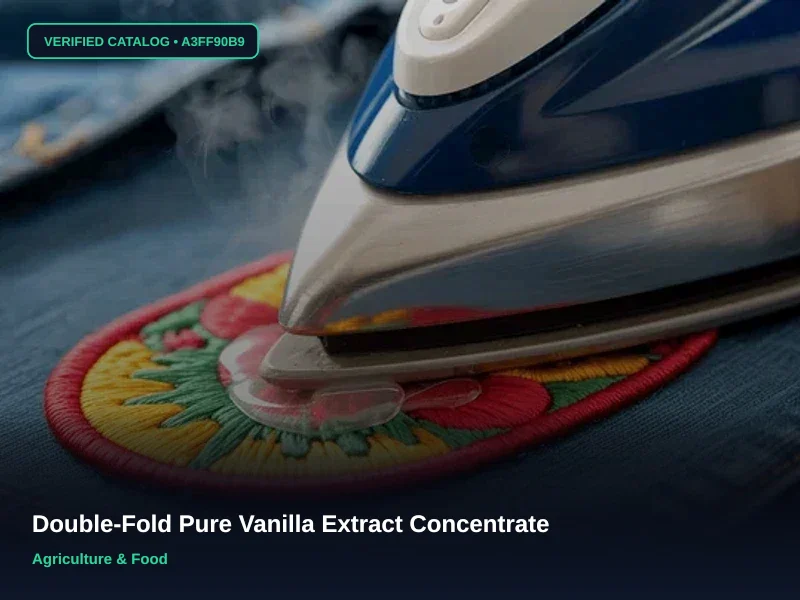 VERIFIED CATALOG • A3FF90B9
Double-Fold Pure Vanilla Extract Concentrate
Agriculture & Food